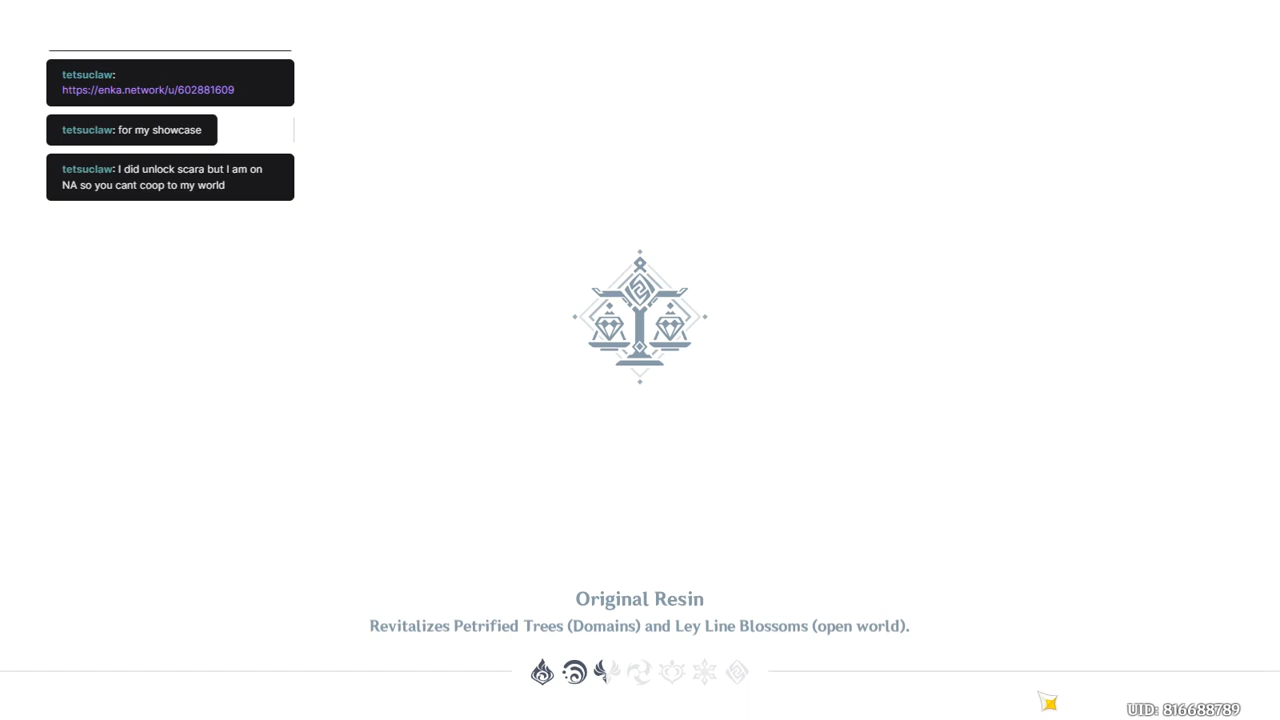 tetsuclaw:
https://enka.network/u/602881609
tetsuclaw: for my showcase
tetsuclaw: I did unlock scara but I am on
NA so you cant coop to my world
Original Resin
Revitalizes Petrified Trees (Domains) and Ley Line Blossoms (open world).
UID: 816688789